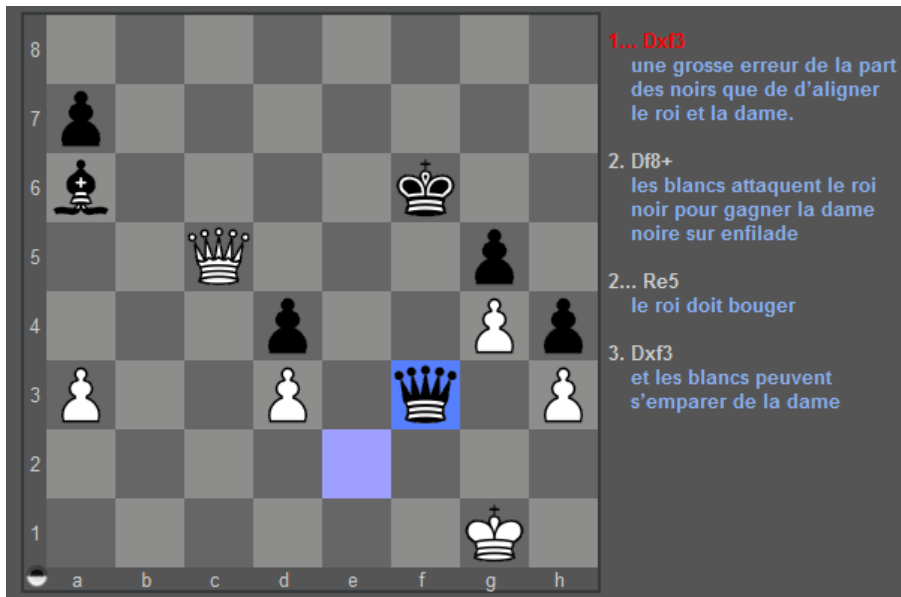 1... Dxf3
une grosse erreur de la part
des noirs que de d’aligner
le roi et la dame.
2. Df8+
les blancs attaquent le roi
noir pour gagner la dame
noire sur enfilade
2... Re5
le roi doit bouger
3. Dxf3
et les blancs peuvent
s’emparer de la dame
8
7
6
5
4
3
2
1
a b c d e f g h